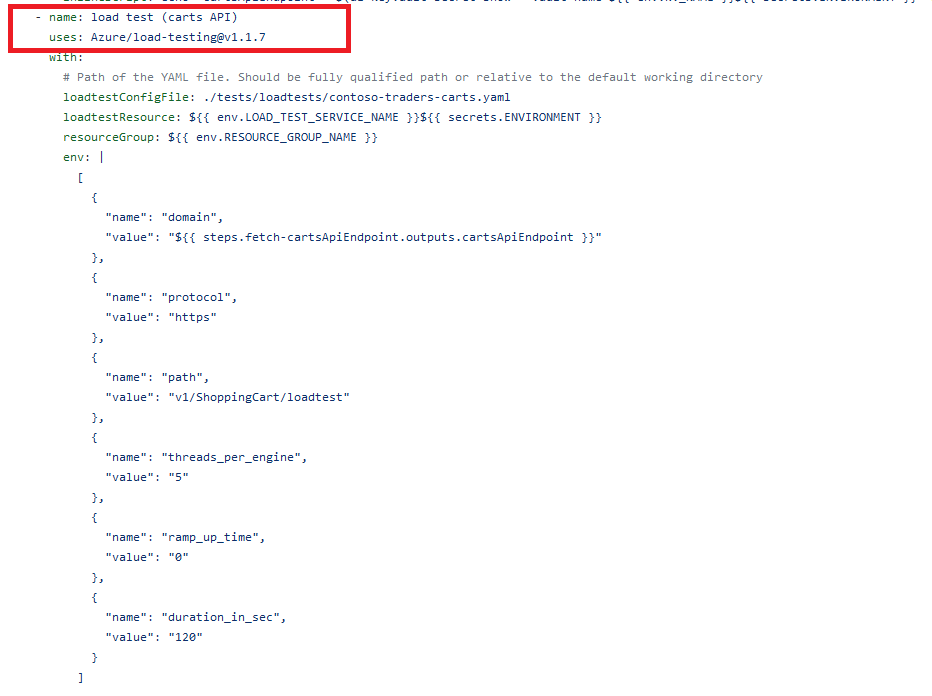 - name: load test (carts API)
uses: Azure/load-testing@v1.1.7
with:
# Path of the YAML file. Should be fully qualified path or relative to the default working directory
loadtestConfigFile: ./tests/loadtests/contoso-traders-carts.yaml
loadtestResource: ${{ env.LOAD_TEST_SERVICE_NAME }}${{ secrets.ENVIRONMENT }}
resourceGroup: ${{ env.RESOURCE_GROUP_NAME }}
env: |
[
{
"name": "domain",
"value": "${{ steps.fetch-cartsApiEndpoint.outputs.cartsApiEndpoint }}"
},
{
"name": "protocol",
"value": "https"
},
{
"name": "path",
"value": "v1/ShoppingCart/loadtest"
},
{
"name": "threads_per_engine",
"value": "5"
},
{
"name": "ramp_up_time",
"value": "0"
},
{
"name": "duration_in_sec",
"value": "120"
}
]